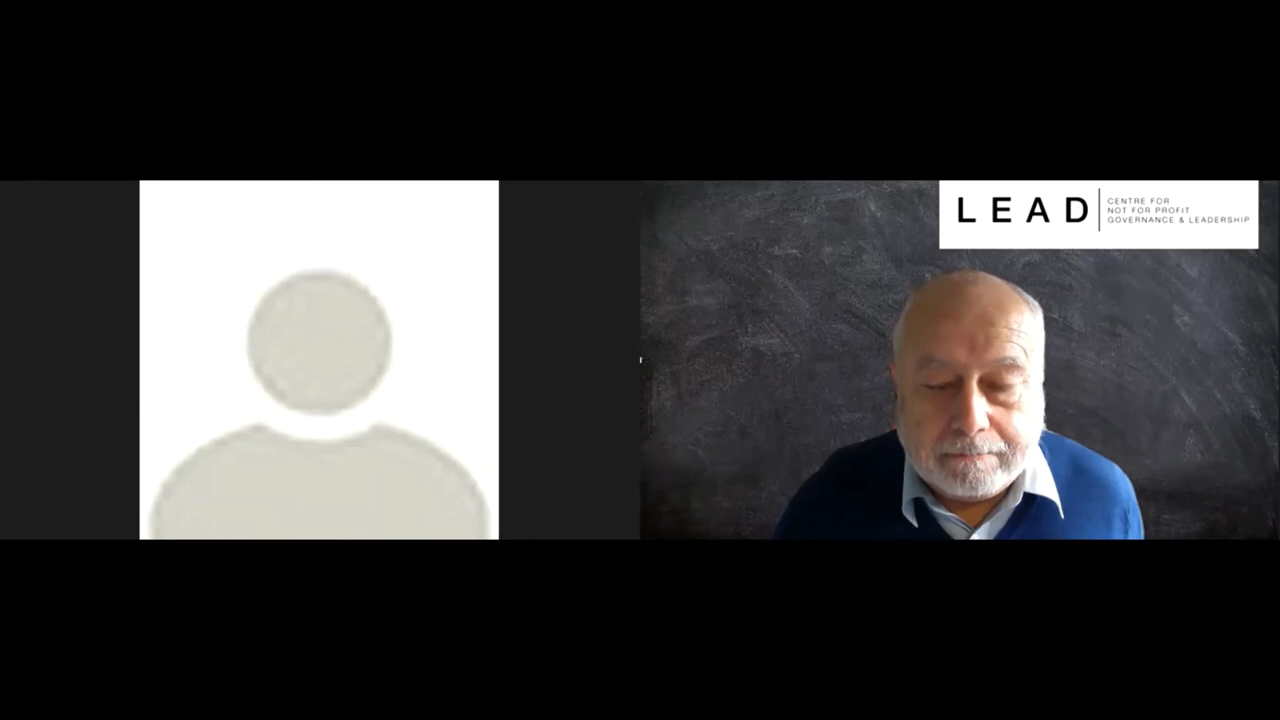 LEAD
CENTRE FOR
NOT FOR PROFIT
GOVERNANCE & LEADERSHIP